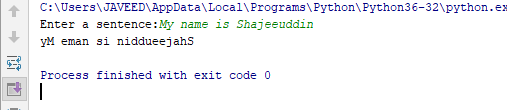 C:\Users\JAVEED\AppData\Local\Programs\Python\Python36-32\python.ex
Enter a sentence:My name is Shajeeuddin
yM eman si niddueejahS
Process finished with exit code 0